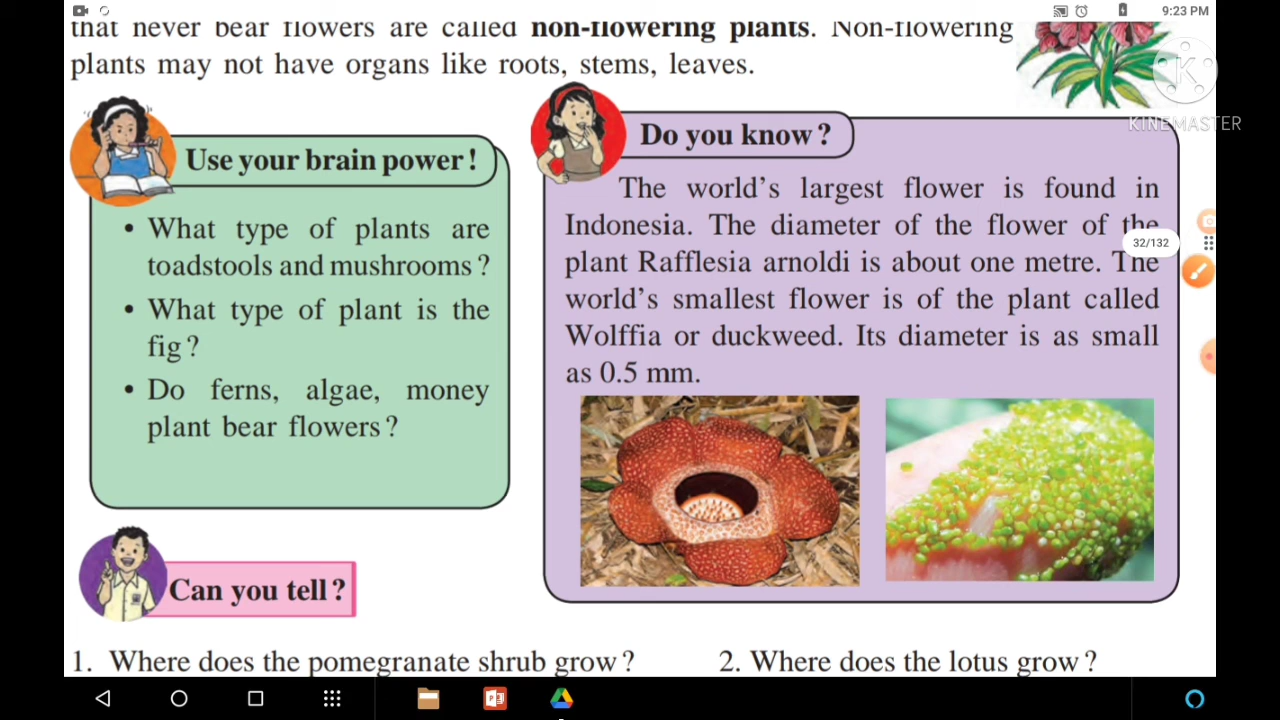 9:23 PM
that never bear flowers are called non-flowering plants. Non-flowering
plants may not have organs like roots, stems, leaves.
KINEMASTER
Use your brain power!
• What type of plants are
toadstools and mushrooms?
• What type of plant is the
fig?
• Do ferns, algae, money
plant bear flowers?
Do you know?
The world's largest flower is found in
Indonesia. The diameter of the flower of the
32/132
plant Rafflesia arnoldi is about one metre. The
world's smallest flower is of the plant called
Wolffia or duckweed. Its diameter is as small
as 0.5 mm.
Can you tell?
1. Where does the pomegranate shrub grow?
2. Where does the lotus grow?